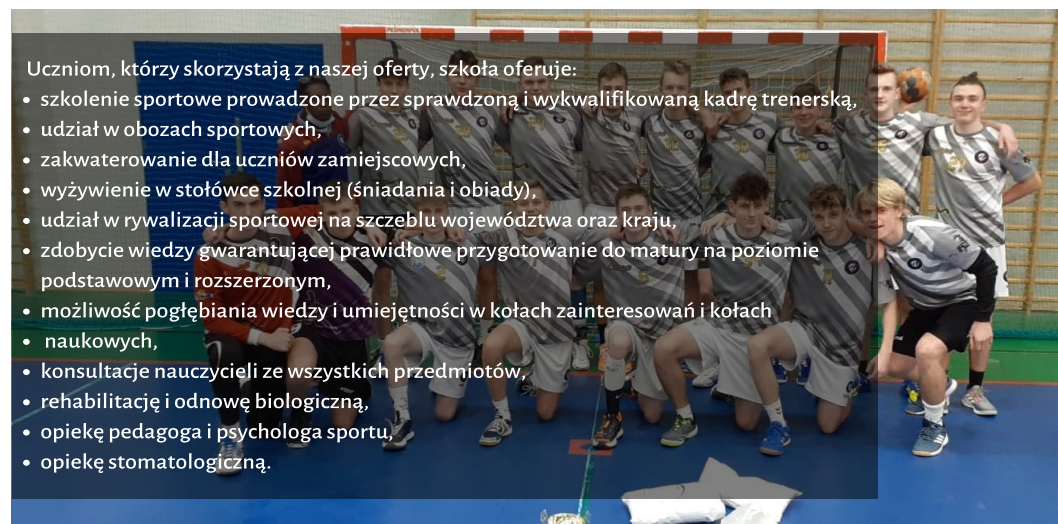 PESMENPOL
Uczniom, którzy skorzystają z naszej oferty, szkoła oferuje:
• szkolenie sportowe prowadzone przez sprawdzoną i wykwalifikowaną kadrę trenerską,
• udział w obozach sportowych,
• zakwaterowanie dla uczniów zamiejscowych,
• wyżywienie w stołówce szkolnej (śniadania i obiady),
• udział w rywalizacji sportowej na szczeblu województwa oraz kraju,
• zdobycie wiedzy gwarantującej prawidłowe przygotowanie do matury na poziomie
podstawowym i rozszerzonym,
• możliwość pogłębiania wiedzy i umiejętności w kołach zainteresowań i kołach
• naukowych,
• konsultacje nauczycieli ze wszystkich przedmiotów,
• rehabilitację i odnowę biologiczną,
• opiekę pedagoga i psychologa sportu,
• opiekę stomatologiczną.